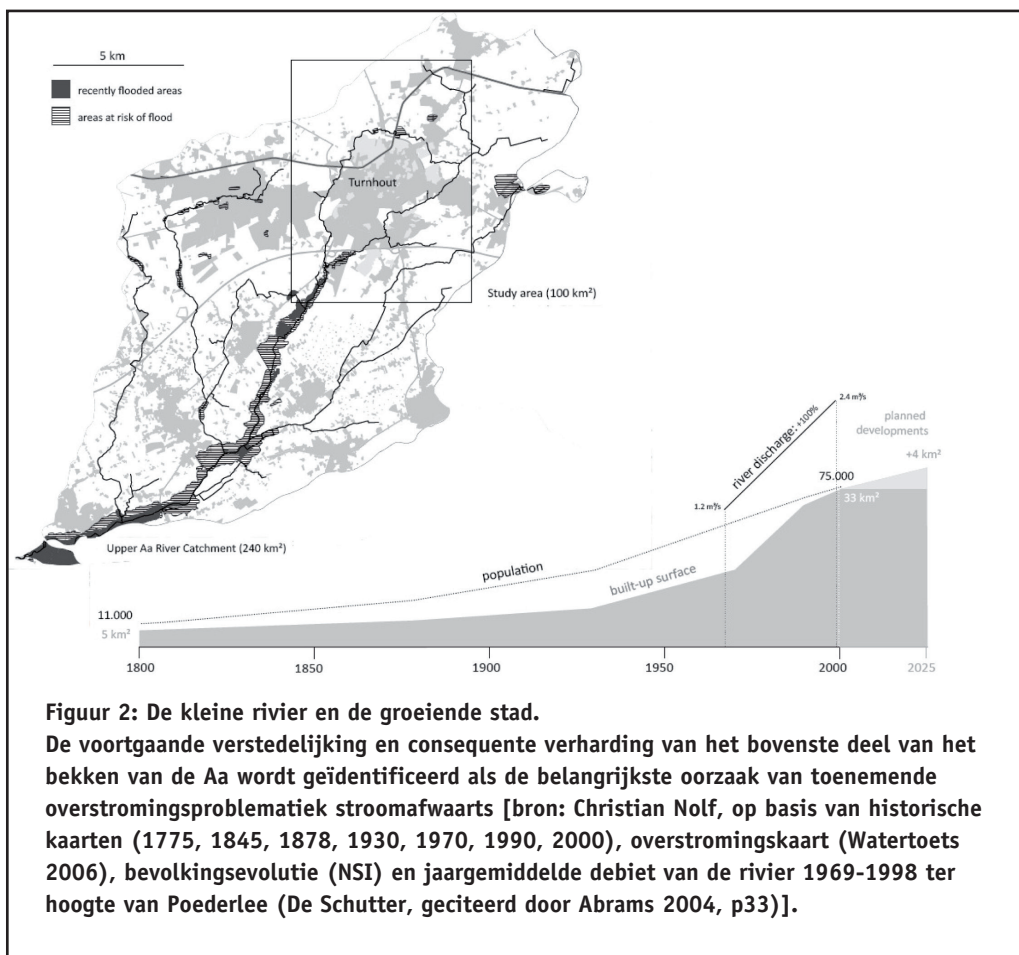 5 km
recently flooded areas
areas at risk of flood
Turnhout
Study area (100 km²)
Upper Aa River Catchment (240 km²)
2.4 m³/s
planned
developments
+4 km²
river discharge: +100%
75.000
33 km²
1.2 m³/s
population
built-up surface
11.000
5 km²
1800
1850
1900
1950
2000
2025
Figuur 2: De kleine rivier en de groeiende stad.
De voortgaande verstedelijking en consequente verharding van het bovenste deel van het
bekken van de Aa wordt geïdentificeerd als de belangrijkste oorzaak van toenemende
overstromingsproblematiek stroomafwaarts [bron: Christian Nolf, op basis van historische
kaarten (1775, 1845, 1878, 1930, 1970, 1990, 2000), overstromingskaart (Watertoets
2006), bevolkingsevolutie (NSI) en jaargemiddelde debiet van de rivier 1969-1998 ter
hoogte van Poederlee (De Schutter, geciteerd door Abrams 2004, p33)].